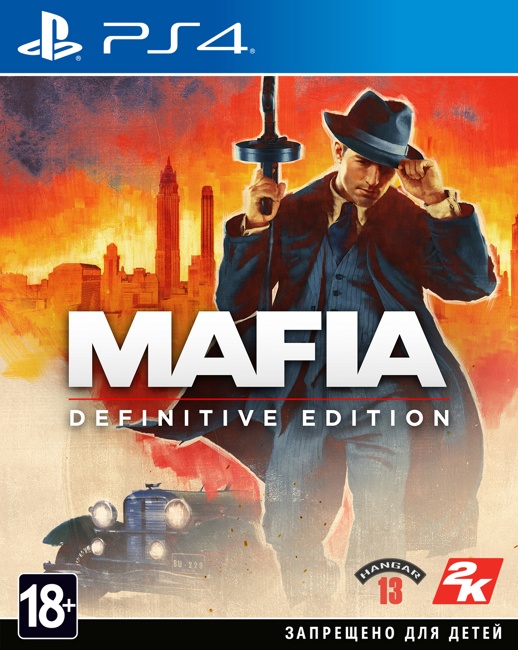 PS4
MAFIA
DEFINITIVE EDITION
HANGAR
13
2K
18+
ЗАПРЕЩЕНО ДЛЯ ДЕТЕЙ